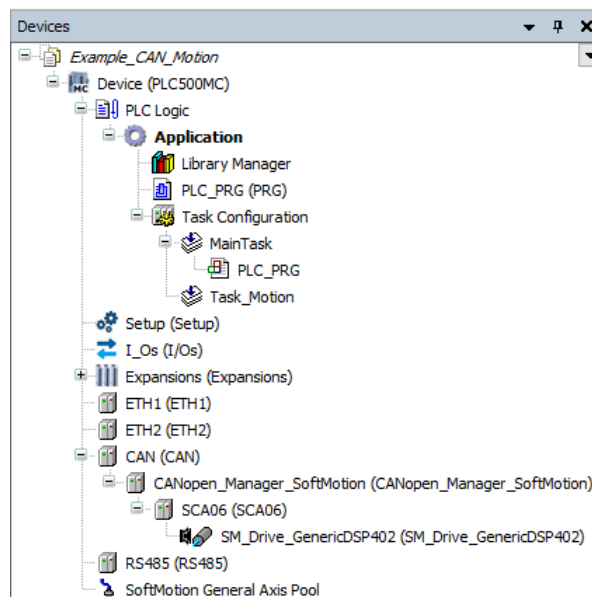 Devices
Example_CAN_Motion
Device (PLC500MC)
PLC Logic
Application
Library Manager
PLC_PRG (PRG)
Task Configuration
MainTask
PLC_PRG
Task_Motion
Setup (Setup)
I_Os (I/Os)
Expansions (Expansions)
ETH1 (ETH1)
ETH2 (ETH2)
CAN (CAN)
CANopen_Manager_SoftMotion (CANopen_Manager_SoftMotion)
SCA06 (SCA06)
SM_Drive_GenericDSP402 (SM_Drive_GenericDSP402)
RS485 (RS485)
SoftMotion General Axis Pool